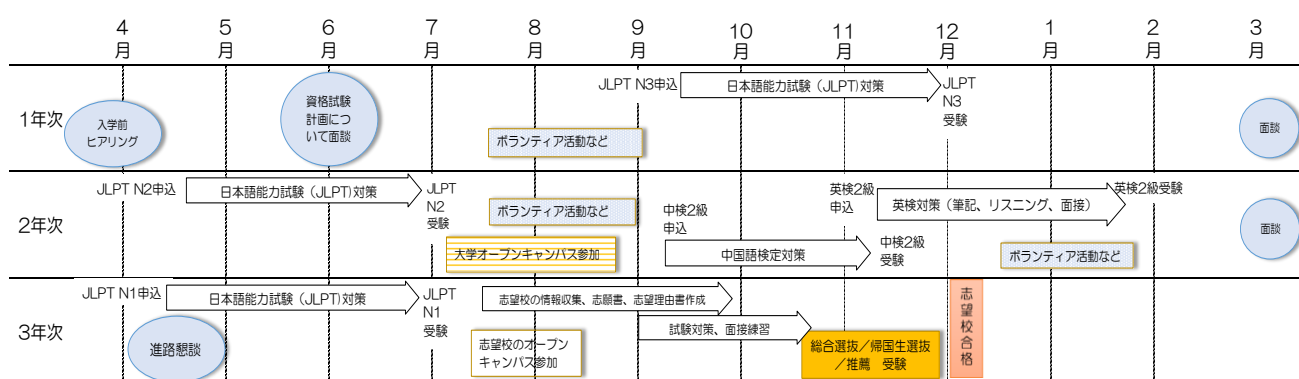 4月
5月
6月
7月
8月
9月
10月
11月
12月
1月
2月
3月
1年次
入学前
ヒアリング
資格試験
計画につ
いて面談
ボランティア活動など
JLPT N3申込
日本語能力試験（JLPT)対策
JLPT
N3
受験
面談
2年次
JLPT N2申込
日本語能力試験（JLPT)対策
JLPT
N2
受験
ボランティア活動など
大学オープンキャンパス参加
中検2級
申込
中国語検定対策
中検2級
受験
英検2級
申込
英検対策（筆記、リスニング、面接）
英検2級受験
ボランティア活動など
面談
3年次
JLPT N1申込
日本語能力試験（JLPT)対策
JLPT
N1
受験
進路懇談
志望校の情報収集、志願書、志望理由書作成
志望校のオープン
キャンパス参加
試験対策、面接練習
総合選抜／帰国生選抜
／推薦　受験
志望校合格